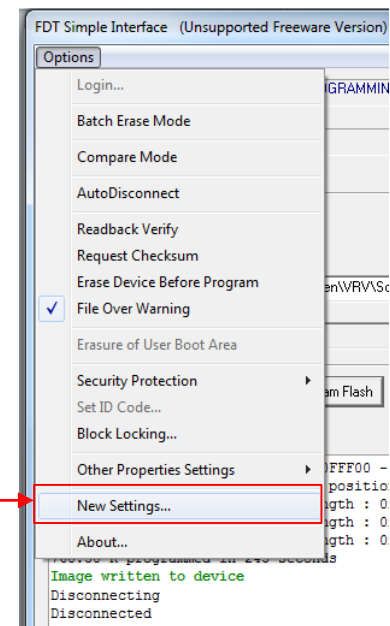 FDT Simple Interface   (Unsupported Freeware Version)
Options
Login...
Batch Erase Mode
Compare Mode
AutoDisconnect
Readback Verify
Request Checksum
Erase Device Before Program
File Over Warning
Erasure of User Boot Area
Security Protection
Set ID Code...
Block Locking...
Other Properties Settings
New Settings...
About...
Image written to device
Disconnecting
Disconnected